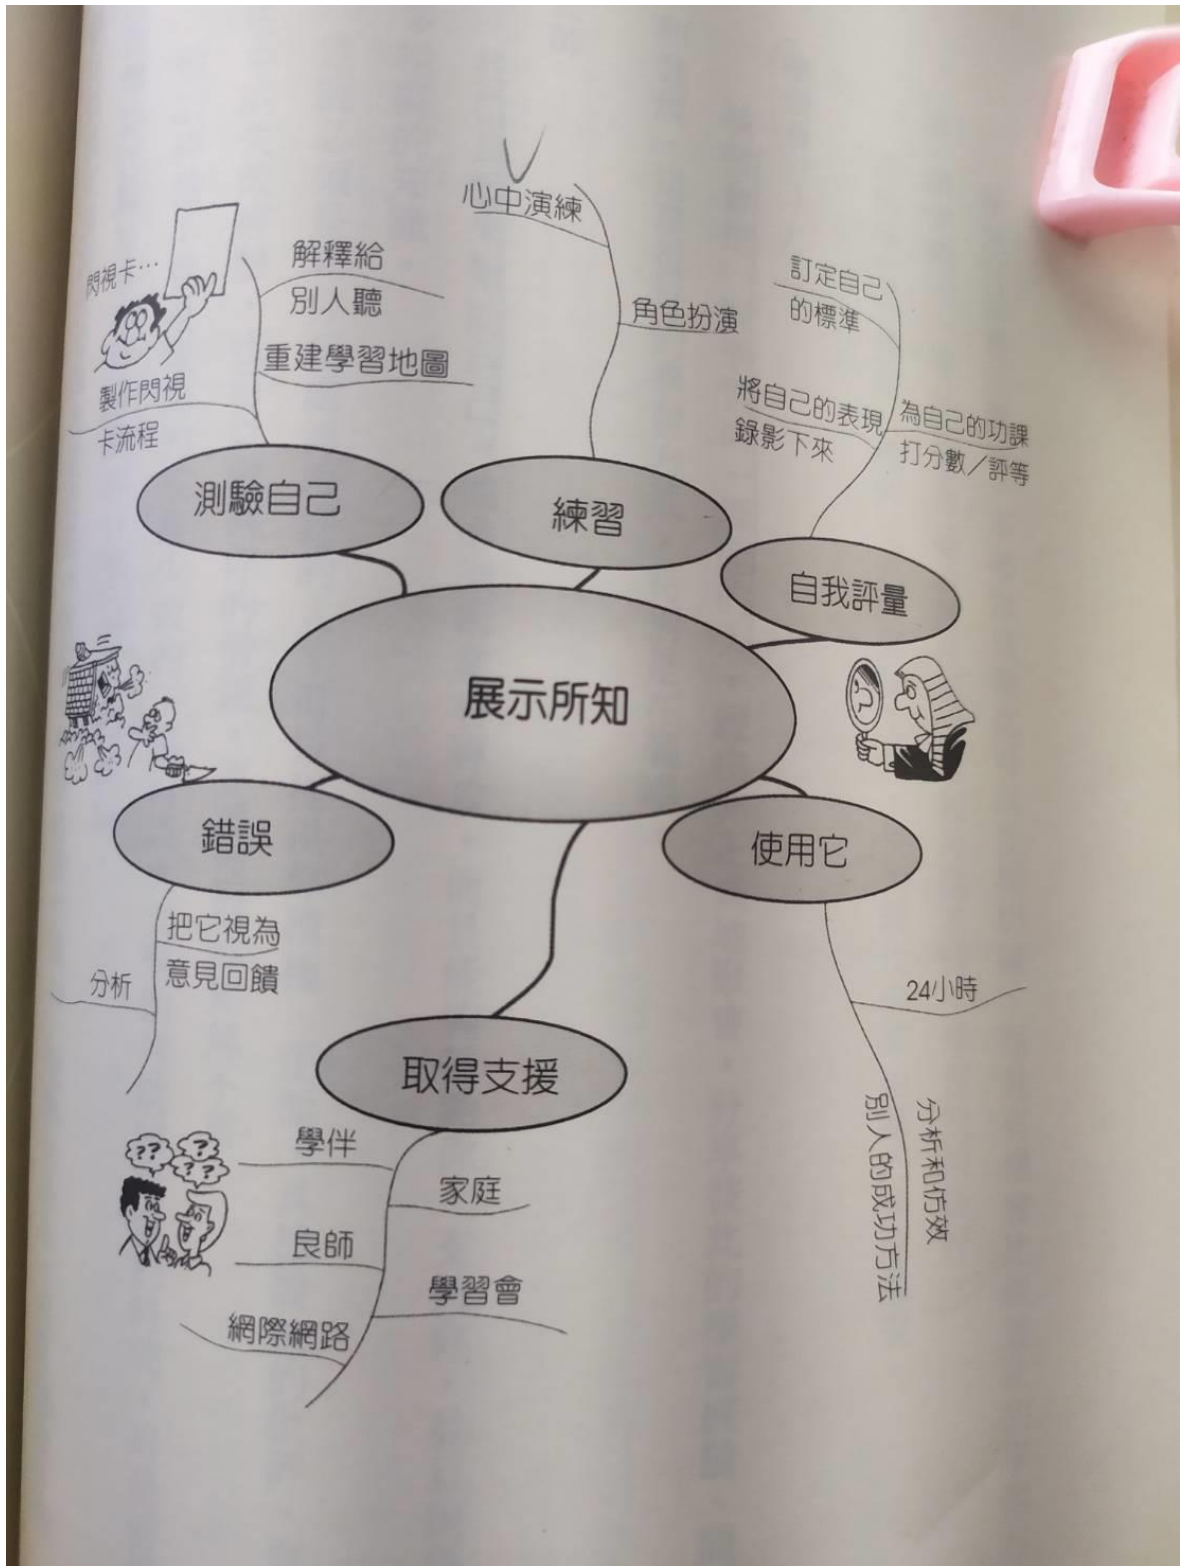 心中演練
角色扮演
閃視卡…
解釋給
別人聽
重建學習地圖
製作閃視
卡流程
訂定自己
的標準
將自己的表現
錄影下來
為自己的功課
打分數／評等
測驗自己
練習
自我評量
展示所知
錯誤
使用它
把它視為
意見回饋
分析
24小時
分析和仿效
別人的成功方法
取得支援
學伴
??
?
??
家庭
良師
學習會
網際網路